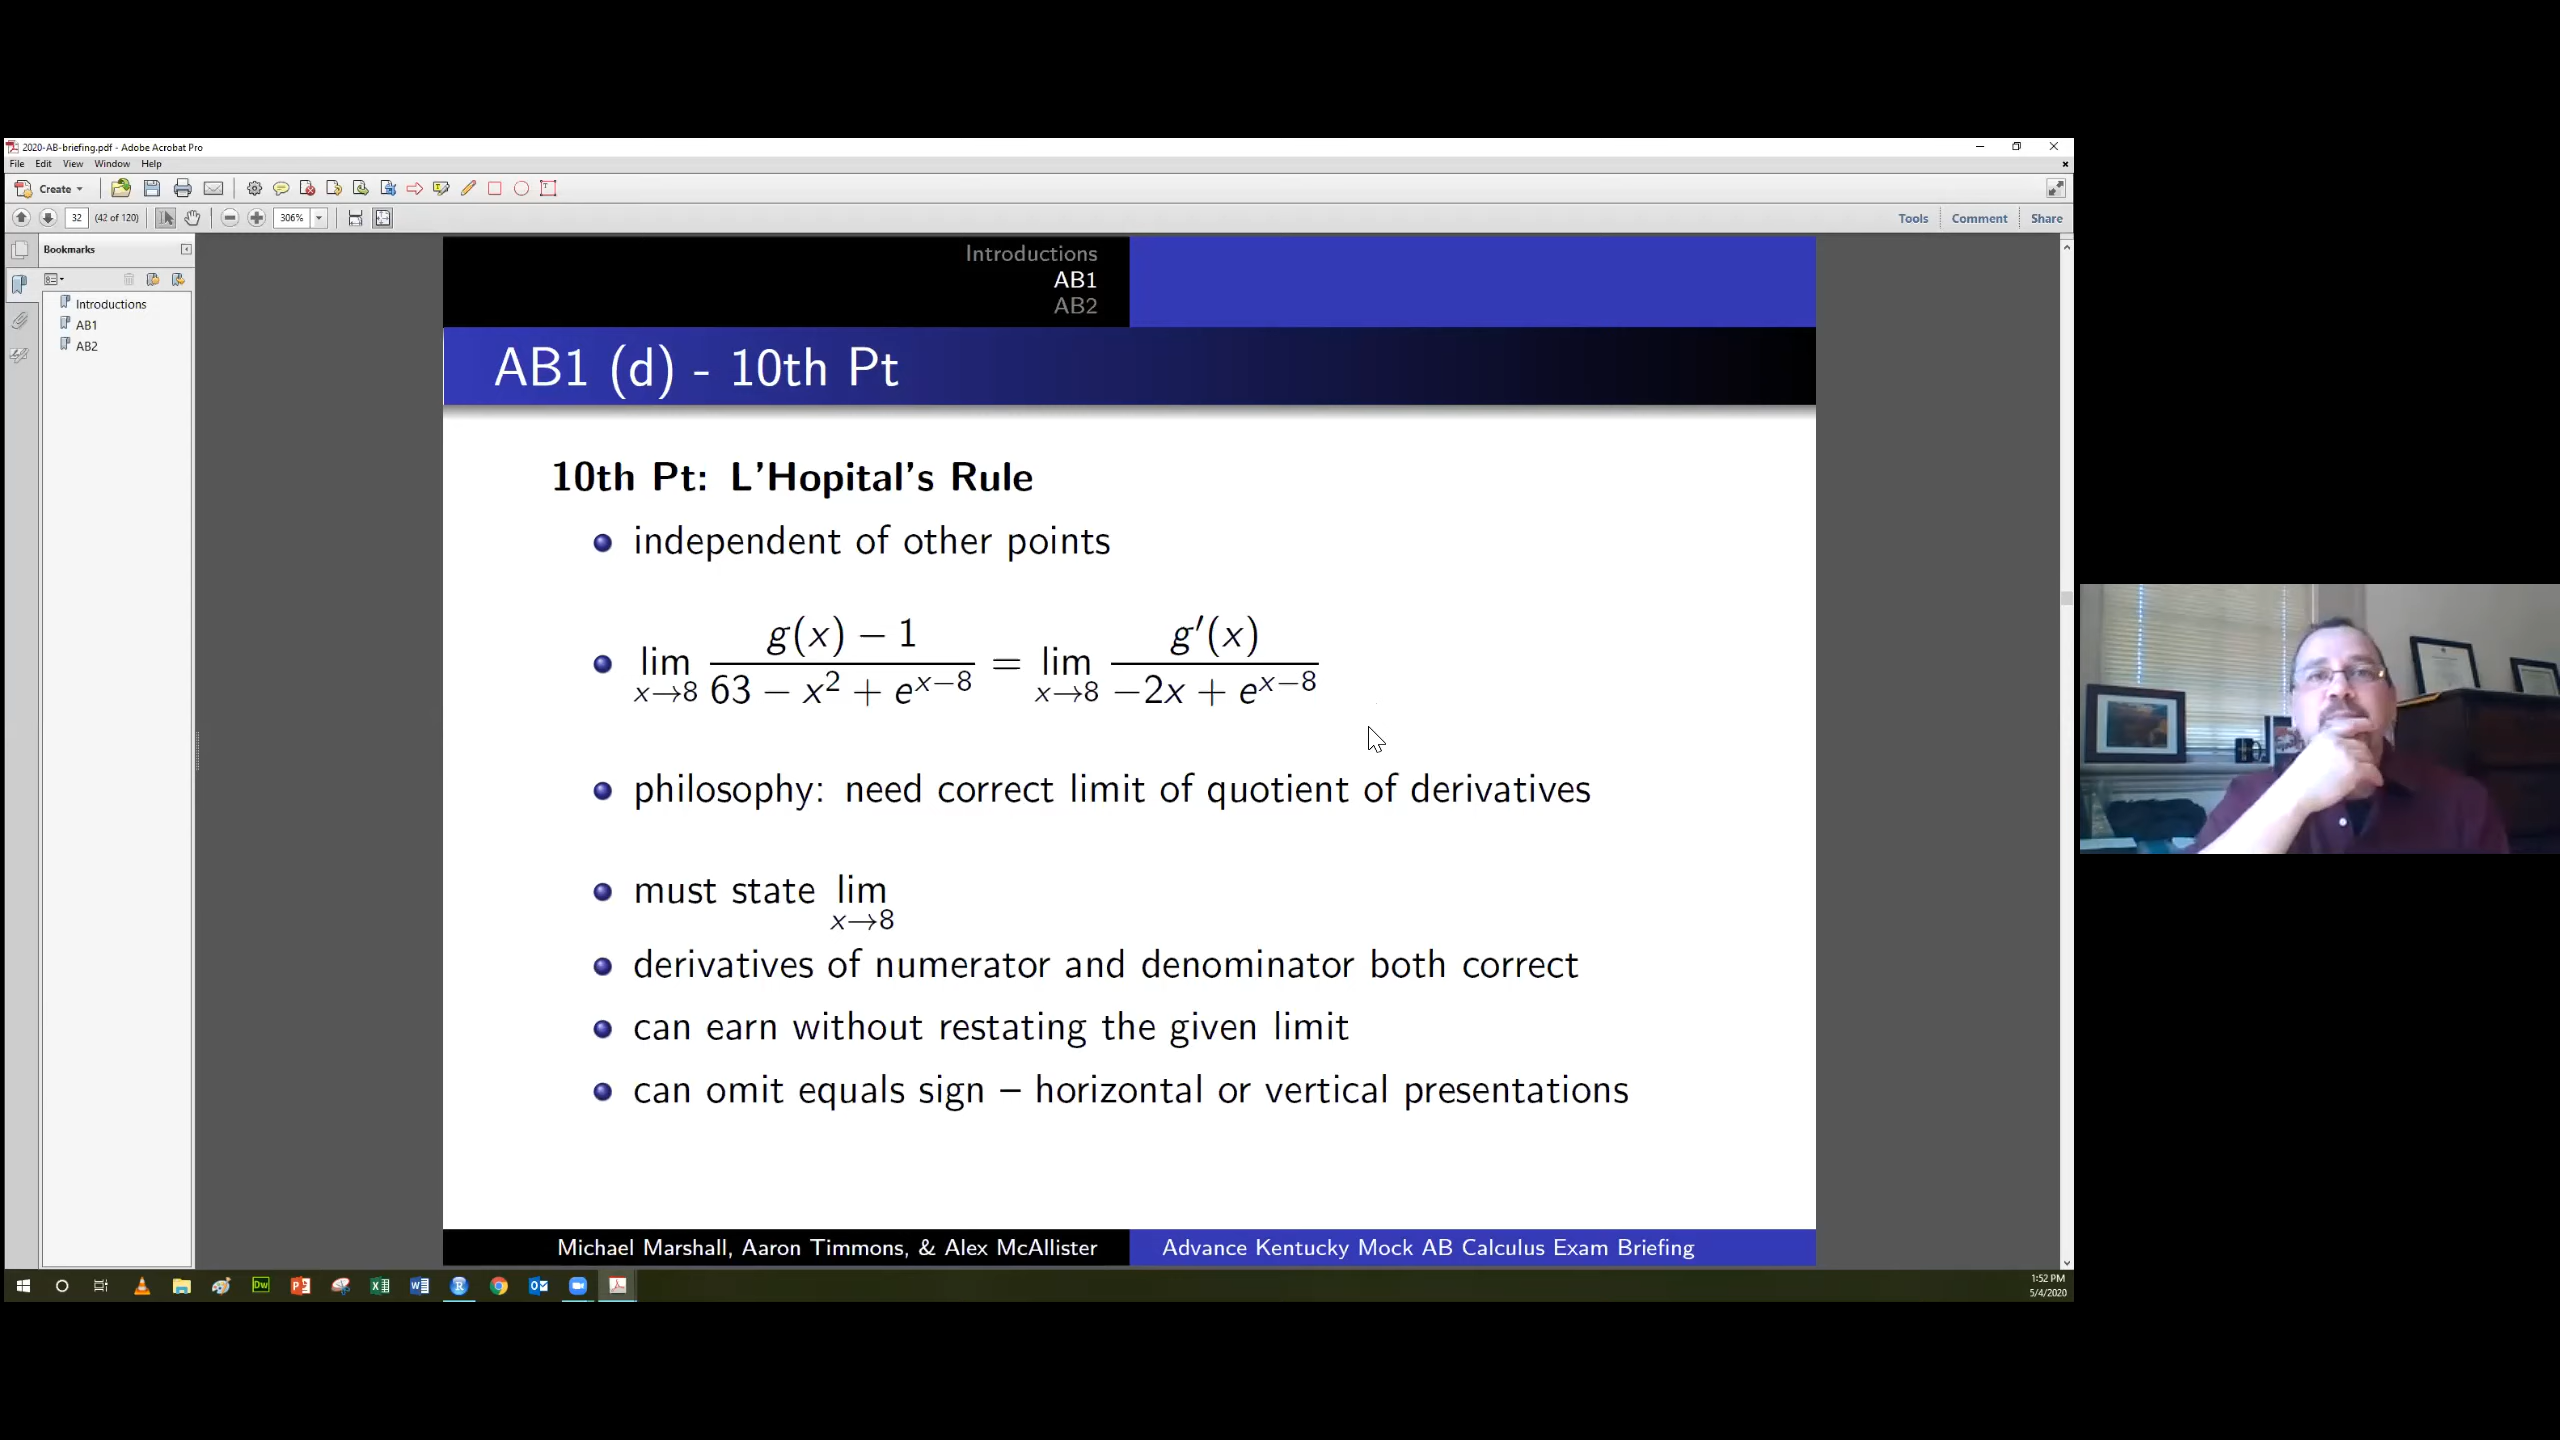 2020-AB-briefing.pdf - Adobe Acrobat Pro
File Edit View Window Help
Create
32 (42 of 120) 306% Tools Comment Share
Bookmarks
Introductions
AB1
AB2
Introductions
AB1
AB2
AB1 (d) - 10th Pt
10th Pt: L'Hopital's Rule
independent of other points
lim x→8 (g(x) − 1)/(63 − x² + e^(x−8)) = lim x→8 g′(x)/(−2x + e^(x−8))
philosophy: need correct limit of quotient of derivatives
must state lim x→8
derivatives of numerator and denominator both correct
can earn without restating the given limit
can omit equals sign – horizontal or vertical presentations
Michael Marshall, Aaron Timmons, & Alex McAllister Advance Kentucky Mock AB Calculus Exam Briefing
1:52 PM
5/4/2020